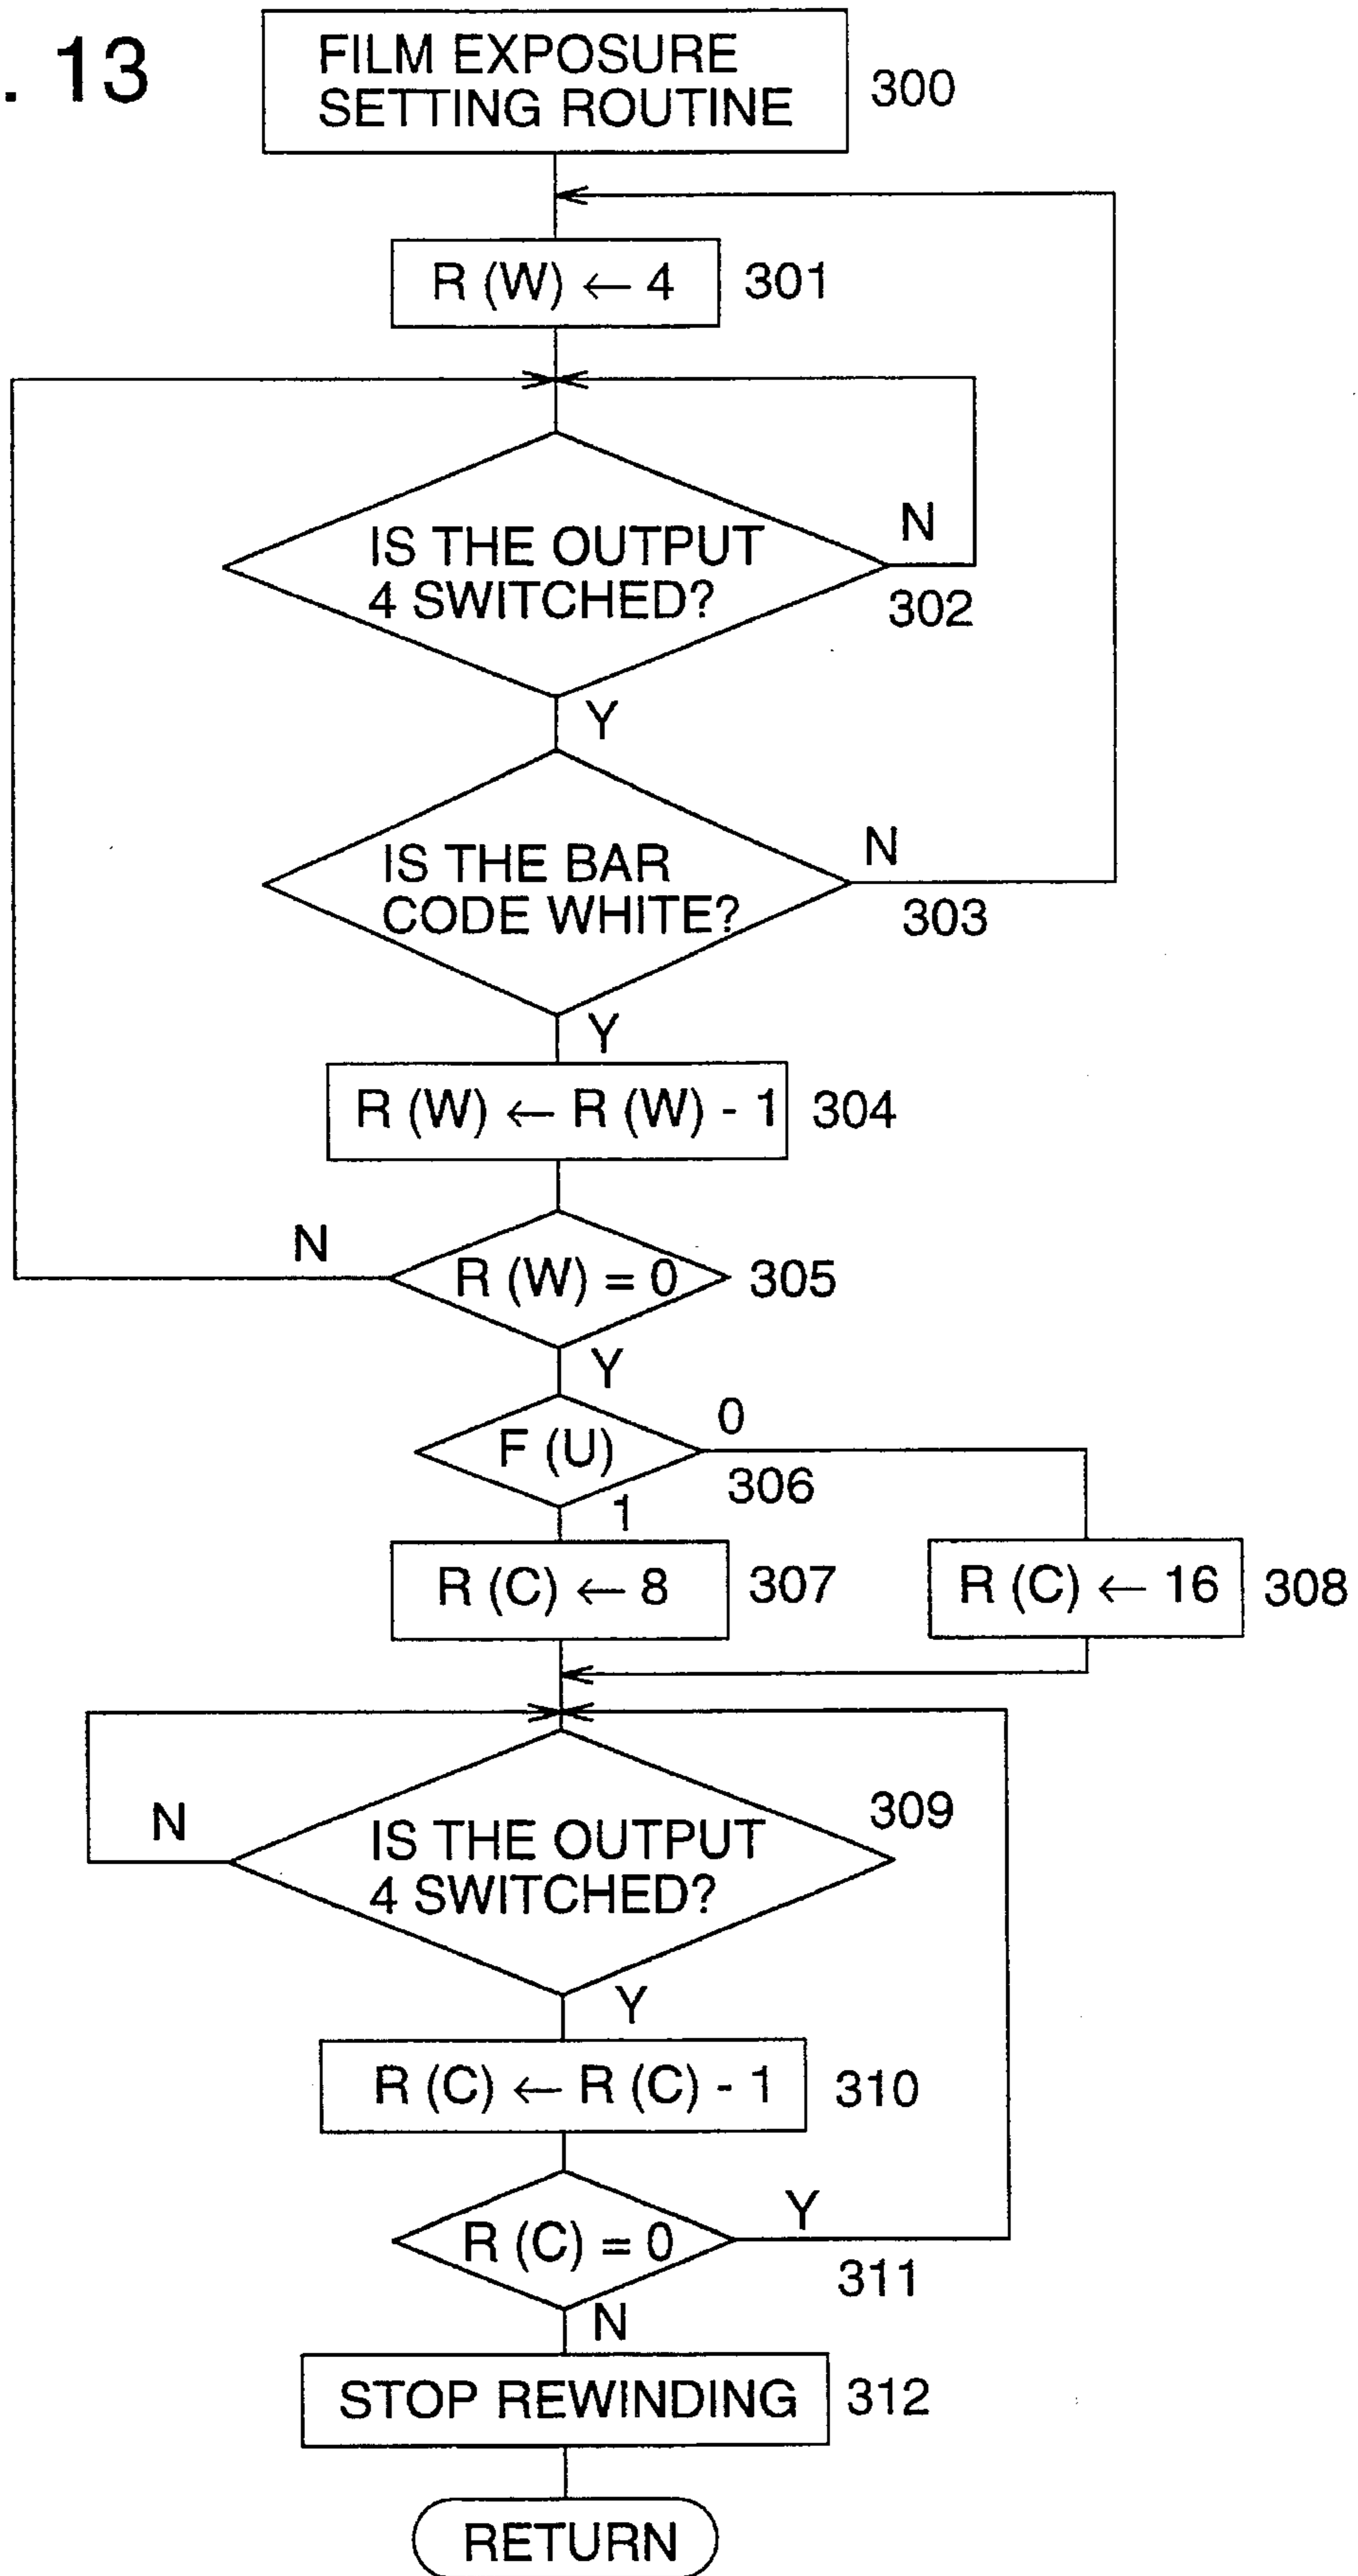 . 13
FILM EXPOSURE
SETTING ROUTINE
300
R (W) ← 4
301
IS THE OUTPUT
4 SWITCHED?
N
302
Y
IS THE BAR
CODE WHITE?
N
303
Y
R (W) ← R (W) - 1
304
N
R (W) = 0
305
Y
F (U)
0
306
1
R (C) ← 8
307
R (C) ← 16
308
N
IS THE OUTPUT
4 SWITCHED?
309
Y
R (C) ← R (C) - 1
310
R (C) = 0
Y
311
N
STOP REWINDING
312
RETURN